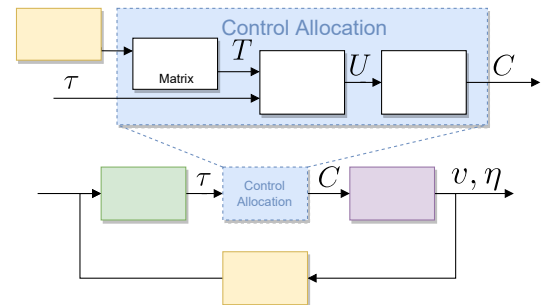 Control Allocation
T
U
C
τ
Matrix
τ
Control
Allocation
C
v, η